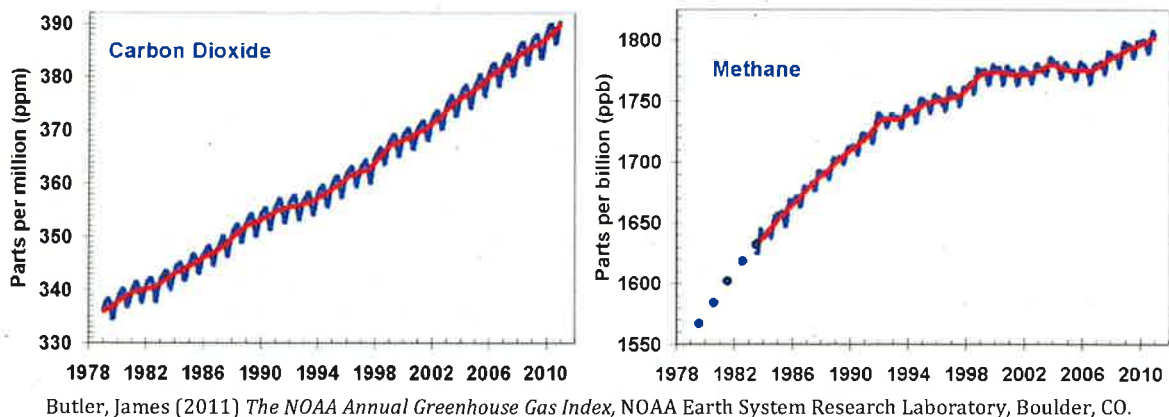 Carbon Dioxide
Parts per million (ppm)
390
380
370
360
350
340
330
1978 1982 1986 1990 1994 1998 2002 2006 2010
Methane
Parts per billion (ppb)
1800
1750
1700
1650
1600
1550
1978 1982 1986 1990 1994 1998 2002 2006 2010
Butler, James (2011) The NOAA Annual Greenhouse Gas Index, NOAA Earth System Research Laboratory, Boulder, CO.